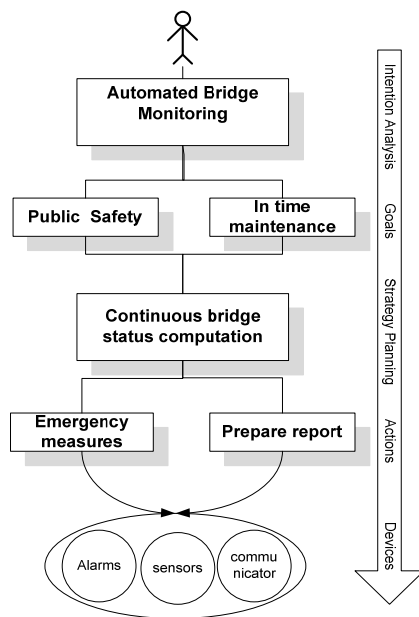 Automated Bridge
Monitoring
Public Safety
In time
maintenance
Continuous bridge
status computation
Emergency
measures
Prepare report
Alarms
sensors
commu
nicator
Intention Analysis
Goals
Strategy Planning
Actions
Devices